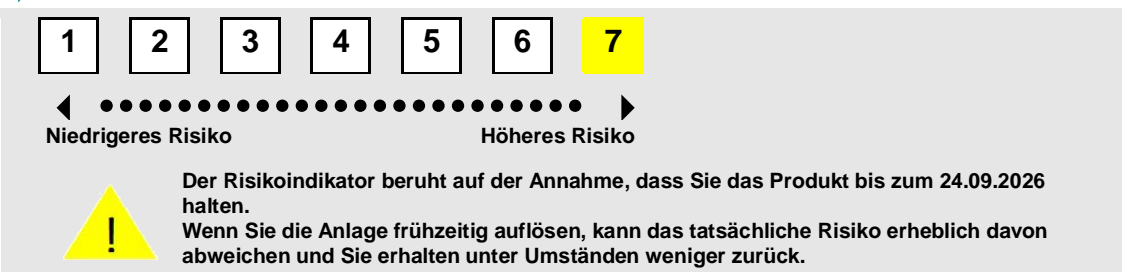 1 2 3 4 5 6 7
Niedrigeres Risiko Höheres Risiko
Der Risikoindikator beruht auf der Annahme, dass Sie das Produkt bis zum 24.09.2026
halten.
!
Wenn Sie die Anlage frühzeitig auflösen, kann das tatsächliche Risiko erheblich davon
abweichen und Sie erhalten unter Umständen weniger zurück.